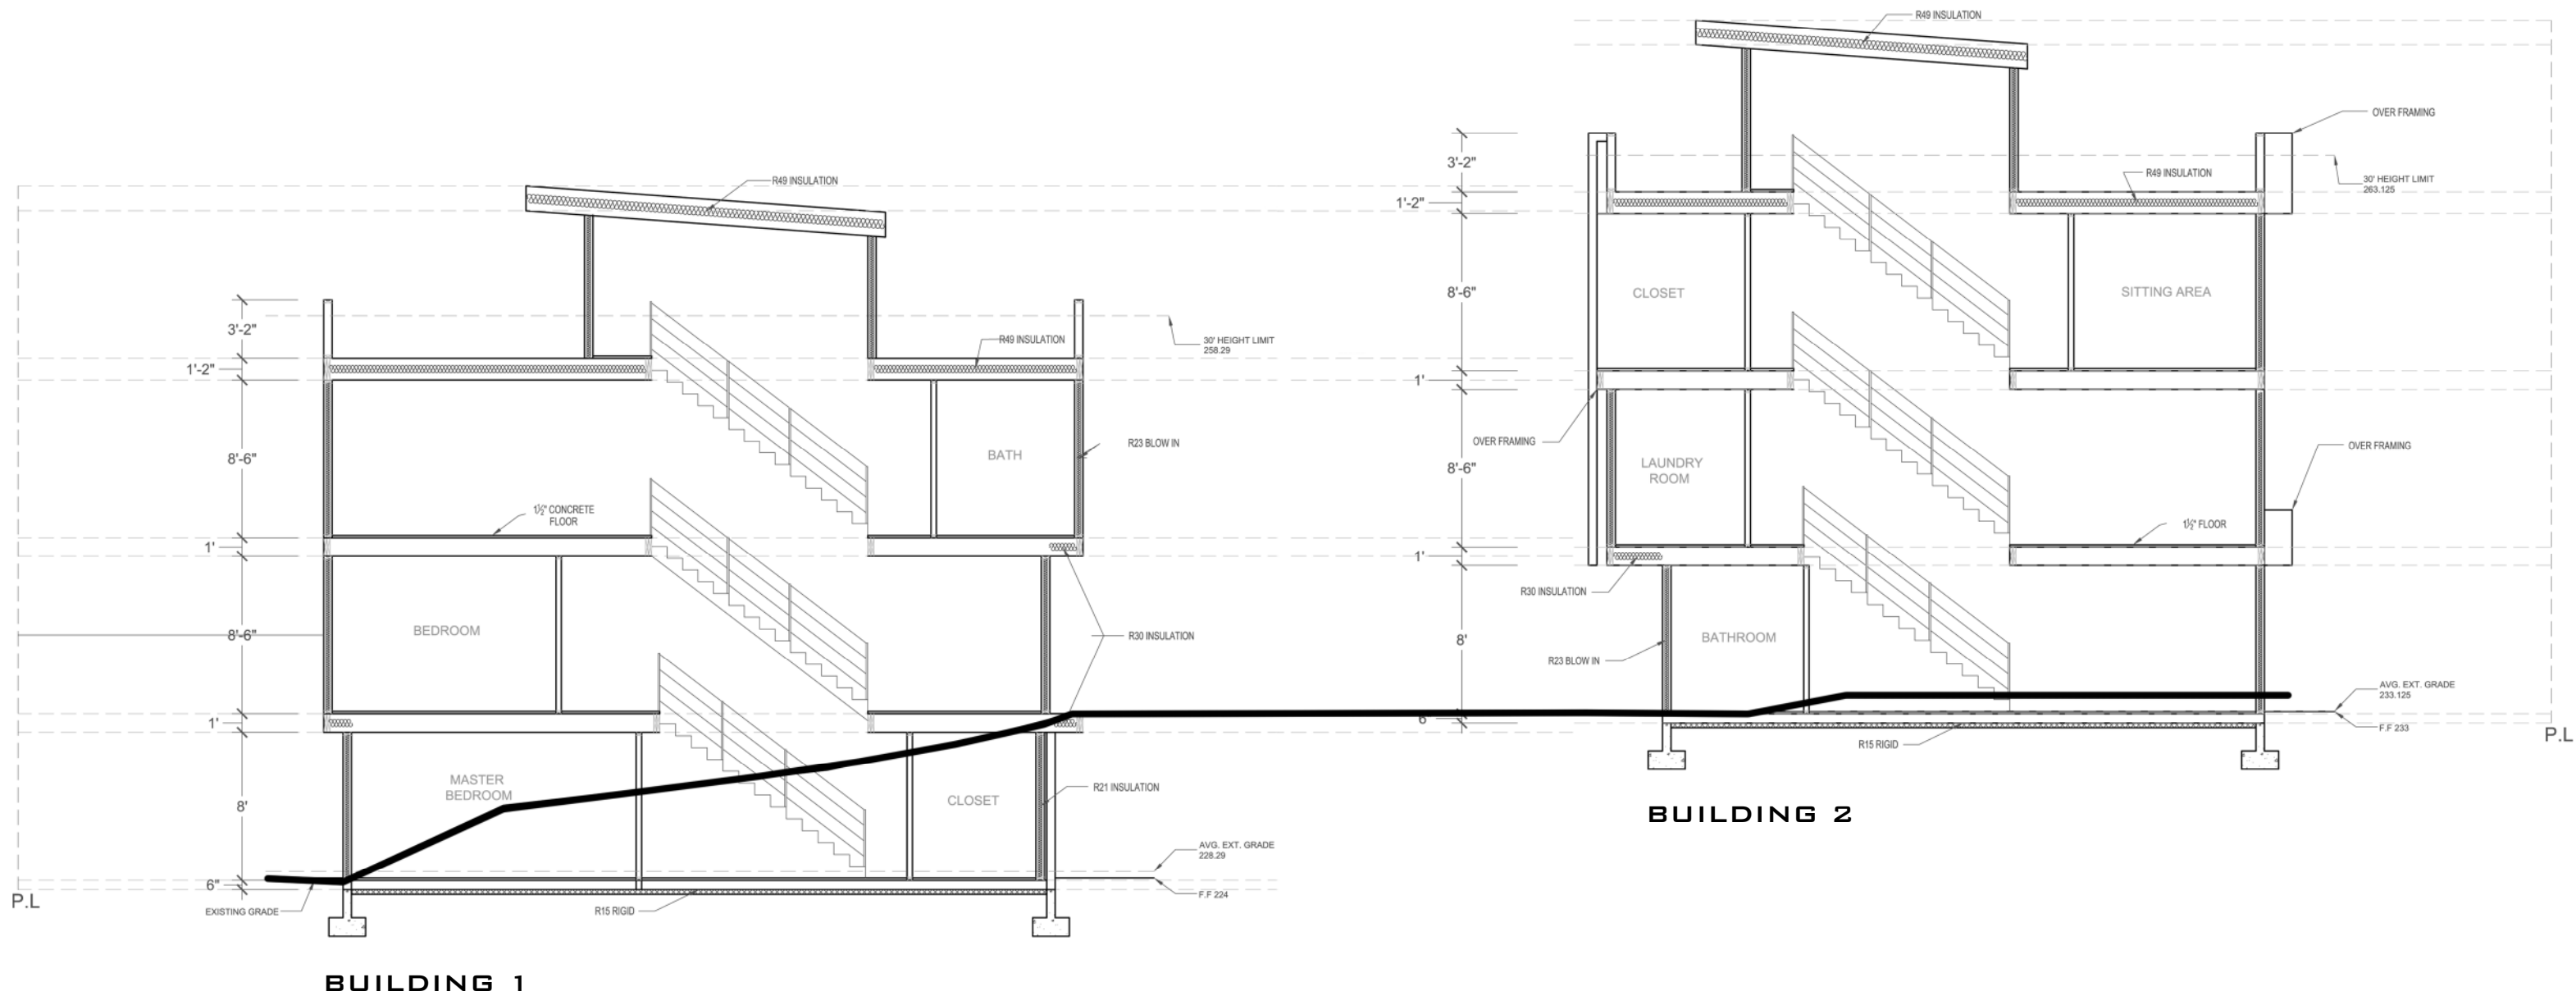 R49 INSULATION
3'-2"
1'-2"
8'-6"
1'
8'-6"
1'
8'
6"
P.L
EXISTING GRADE
R49 INSULATION
30' HEIGHT LIMIT
258.29
BATH
R23 BLOW IN
1½" CONCRETE
FLOOR
BEDROOM
R30 INSULATION
MASTER
BEDROOM
CLOSET
R21 INSULATION
AVG. EXT. GRADE
228.29
F.F 224
R15 RIGID
BUILDING 1
R49 INSULATION
OVER FRAMING
3'-2"
1'-2"
8'-6"
1'
8'-6"
1'
8'
6
R49 INSULATION
30' HEIGHT LIMIT
263.125
CLOSET
SITTING AREA
OVER FRAMING
OVER FRAMING
LAUNDRY
ROOM
1½" FLOOR
R30 INSULATION
BATHROOM
R23 BLOW IN
AVG. EXT. GRADE
233.125
F.F 233
R15 RIGID
P.L
BUILDING 2